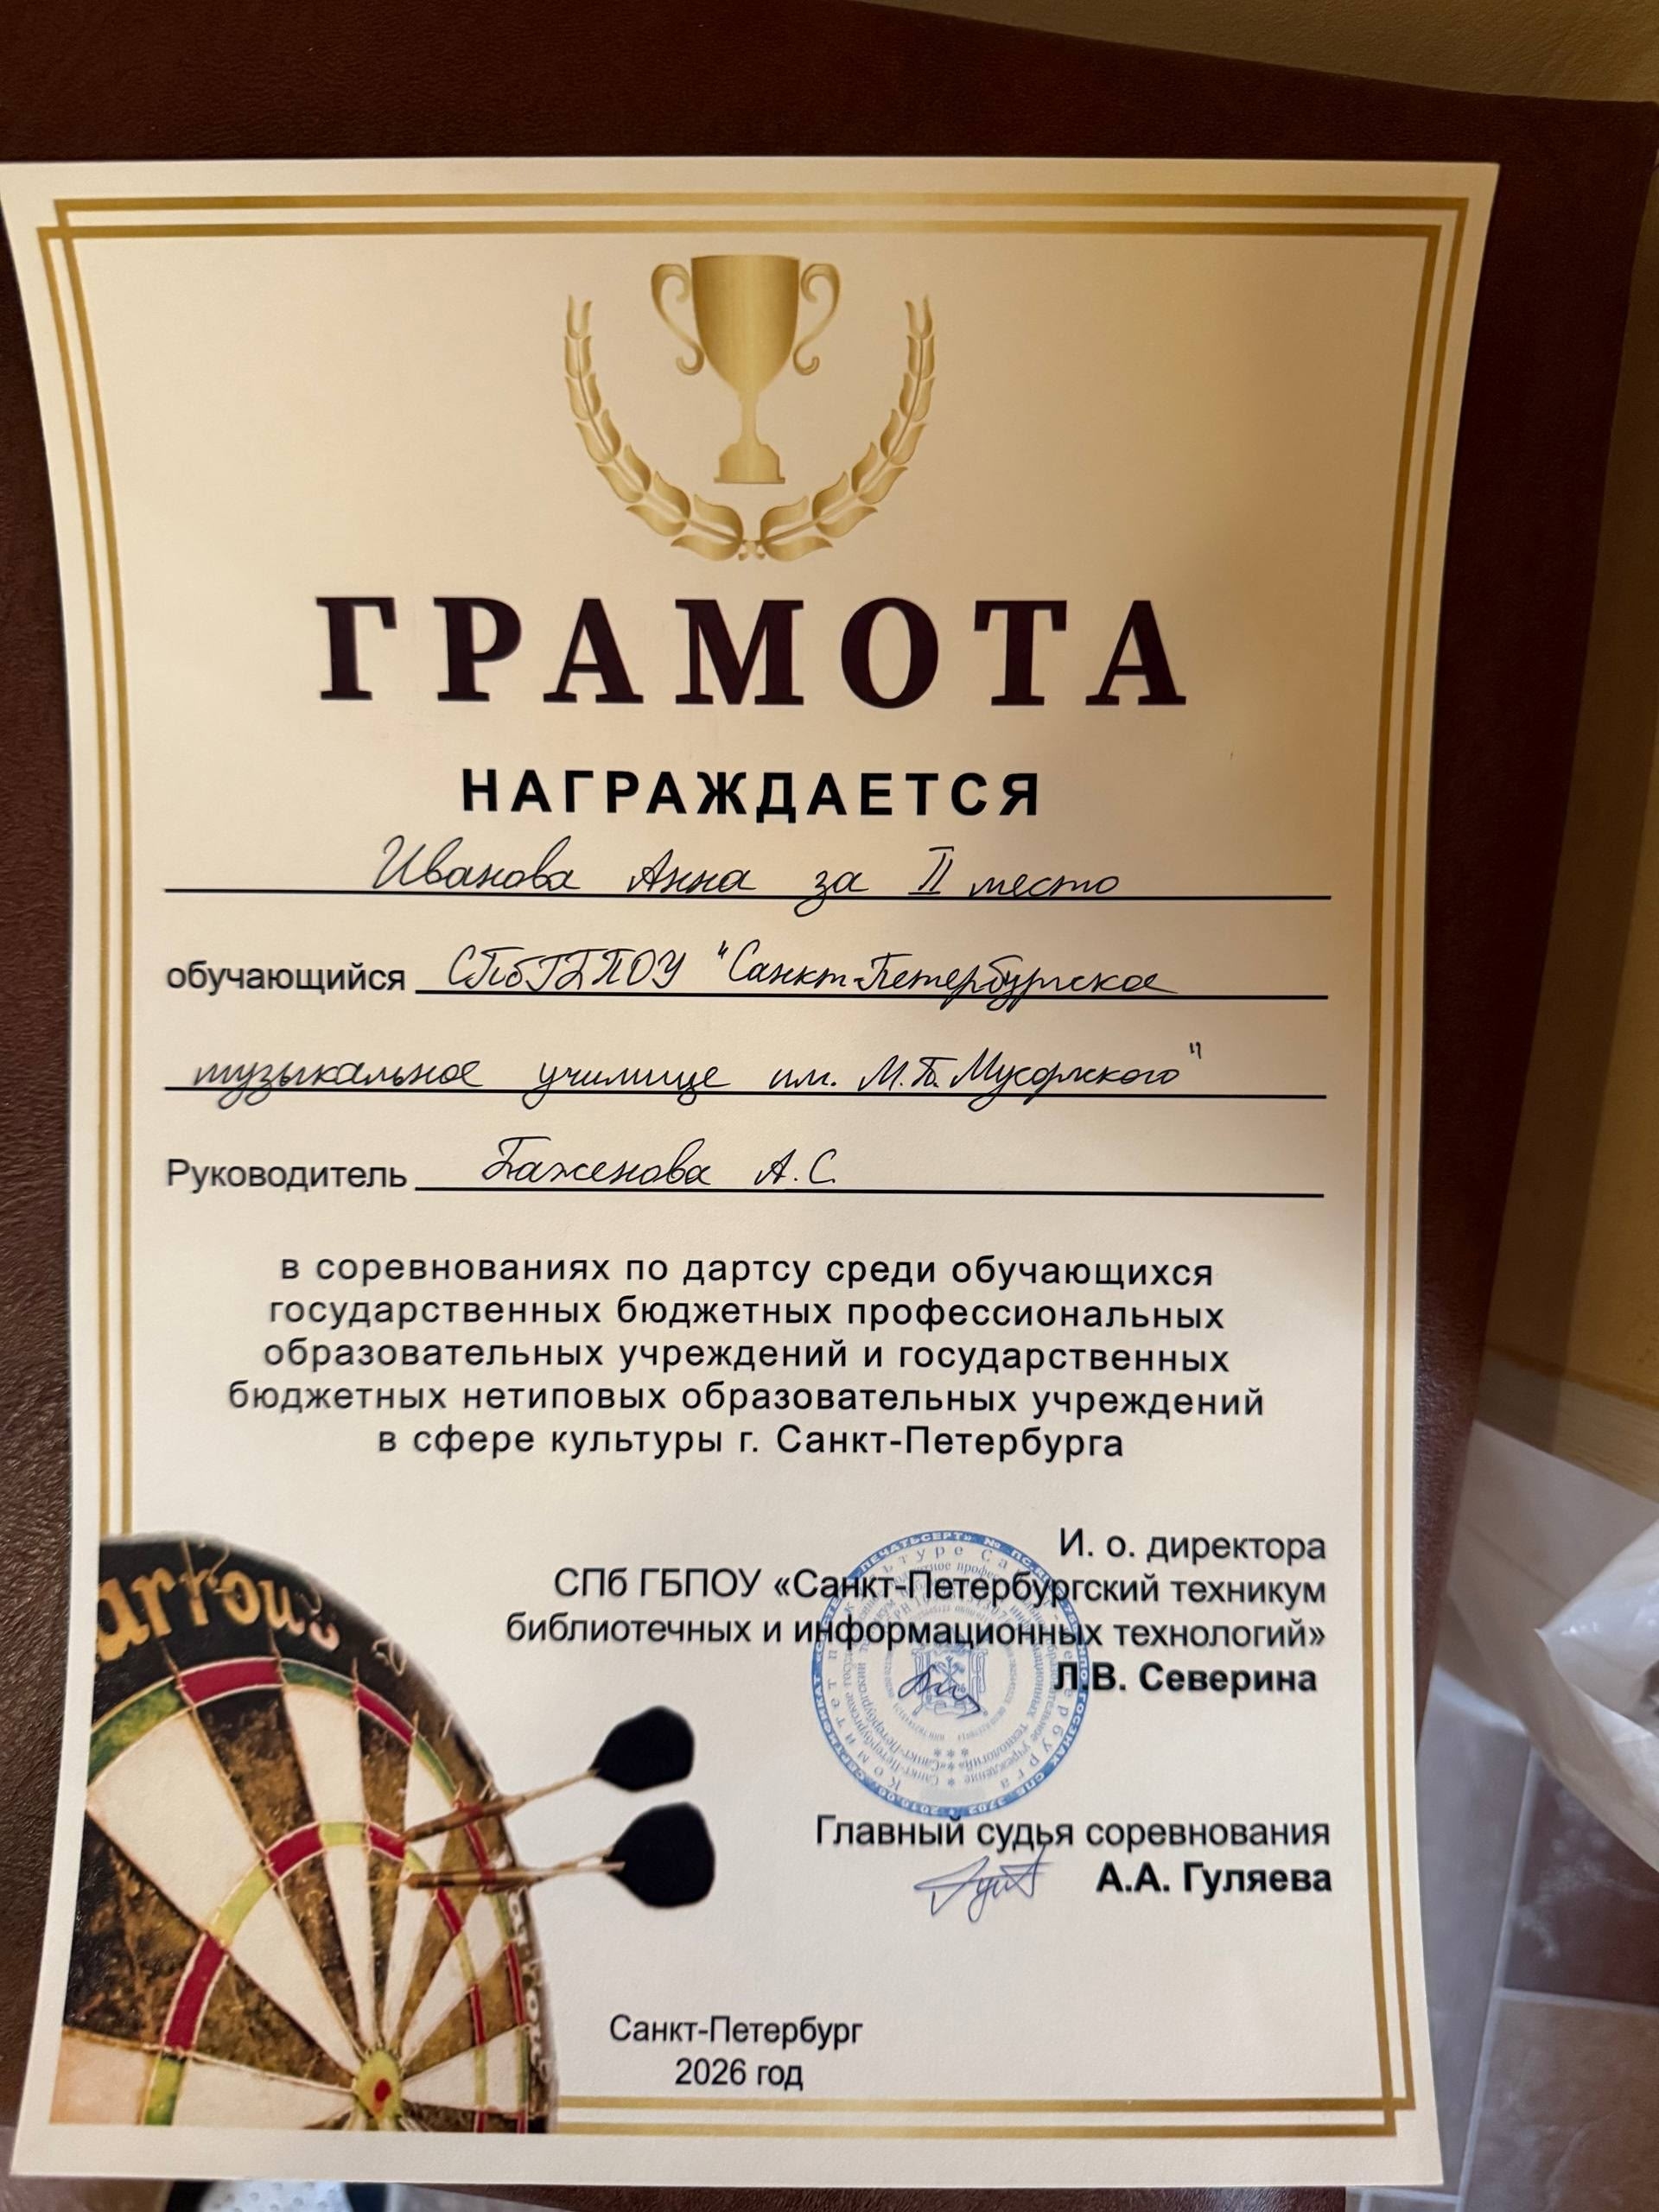 ГРАМОТА
НАГРАЖДАЕТСЯ
Иванова Анна за II место
обучающийся СПбГБПОУ "Санкт-Петербургское
музыкальное училище им. М.П. Мусоргского"
Руководитель Баженова А.С.
в соревнованиях по дартсу среди обучающихся
государственных бюджетных профессиональных
образовательных учреждений и государственных
бюджетных нетиповых образовательных учреждений
в сфере культуры г. Санкт-Петербурга
И. о. директора
СПб ГБПОУ «Санкт-Петербургский техникум
библиотечных и информационных технологий»
Л.В. Северина
Главный судья соревнования
А.А. Гуляева
arrows
Санкт-Петербург
2026 год